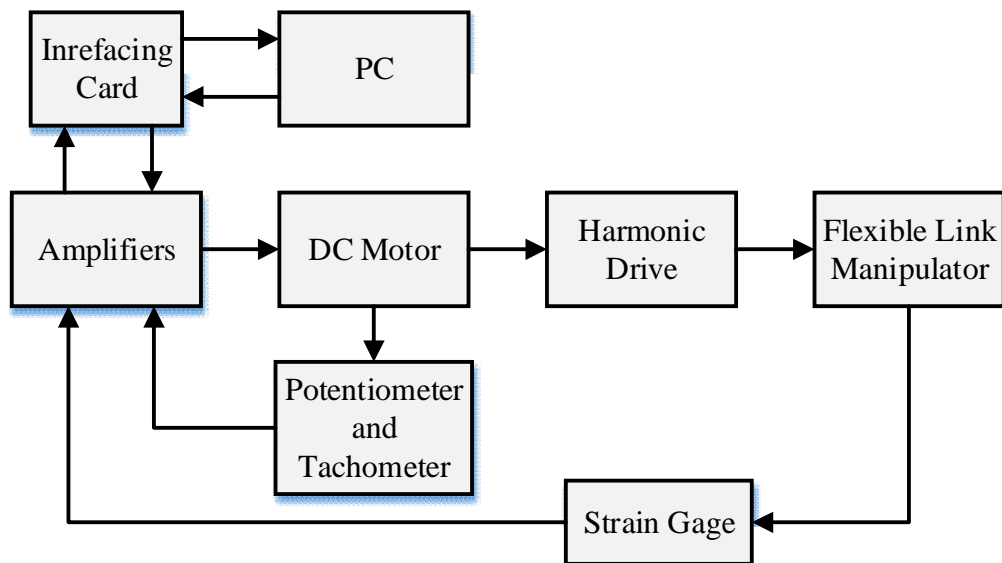 Inrefacing
Card
PC
Amplifiers
DC Motor
Harmonic
Drive
Flexible Link
Manipulator
Potentiometer
and
Tachometer
Strain Gage